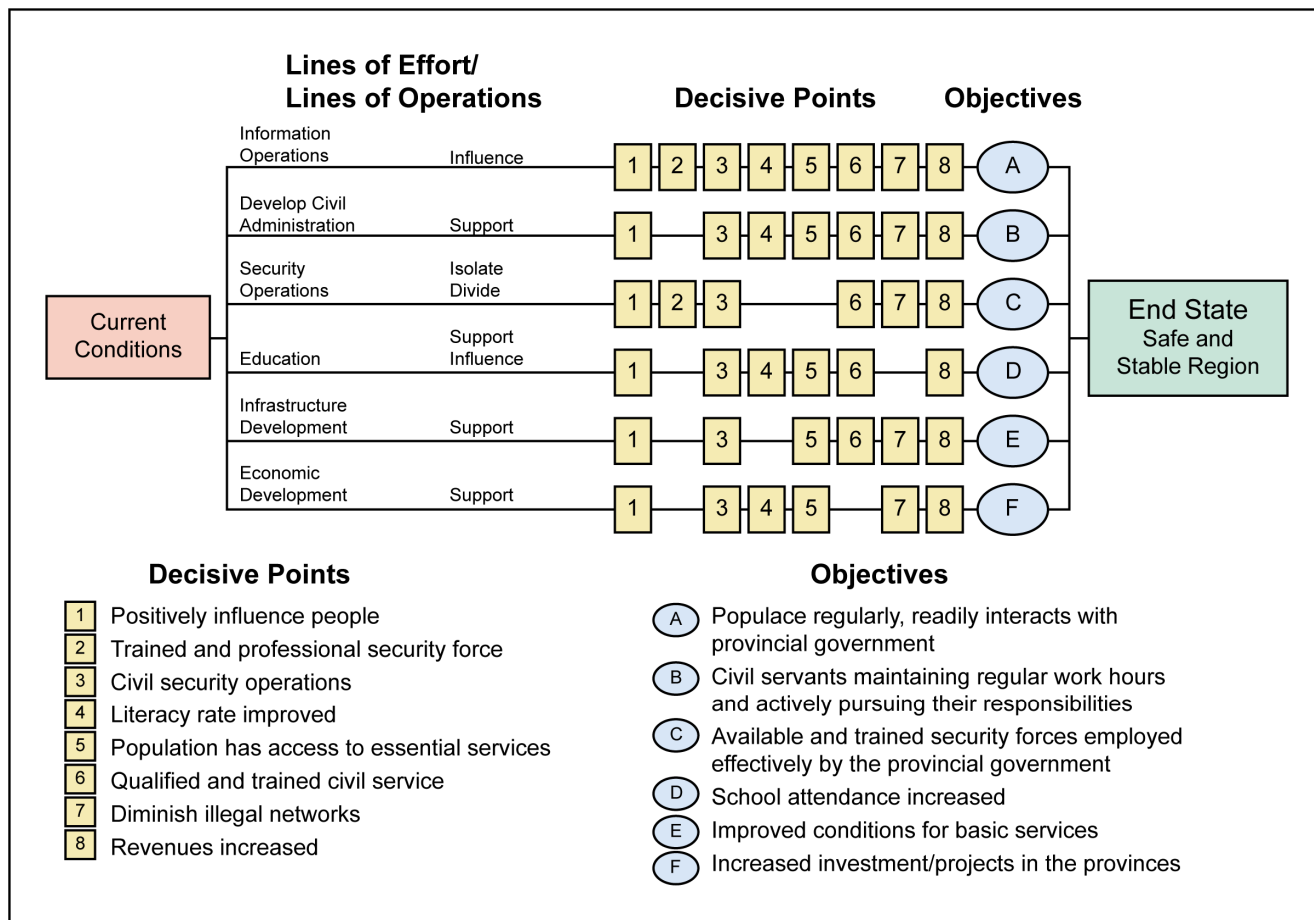 Lines of Effort/
Lines of Operations
Decisive Points
Objectives
Information
Operations
Influence
1 2 3 4 5 6 7 8 A
Develop Civil
Administration
Support
1 3 4 5 6 7 8 B
Security
Operations
Isolate
Divide
1 2 3 6 7 8 C
Current
Conditions
End State
Safe and
Stable Region
Education
Support
Influence
1 3 4 5 6 8 D
Infrastructure
Development
Support
1 3 5 6 7 8 E
Economic
Development
Support
1 3 4 5 7 8 F
Decisive Points
1 Positively influence people
2 Trained and professional security force
3 Civil security operations
4 Literacy rate improved
5 Population has access to essential services
6 Qualified and trained civil service
7 Diminish illegal networks
8 Revenues increased
Objectives
A Populace regularly, readily interacts with
provincial government
B Civil servants maintaining regular work hours
and actively pursuing their responsibilities
C Available and trained security forces employed
effectively by the provincial government
D School attendance increased
E Improved conditions for basic services
F Increased investment/projects in the provinces